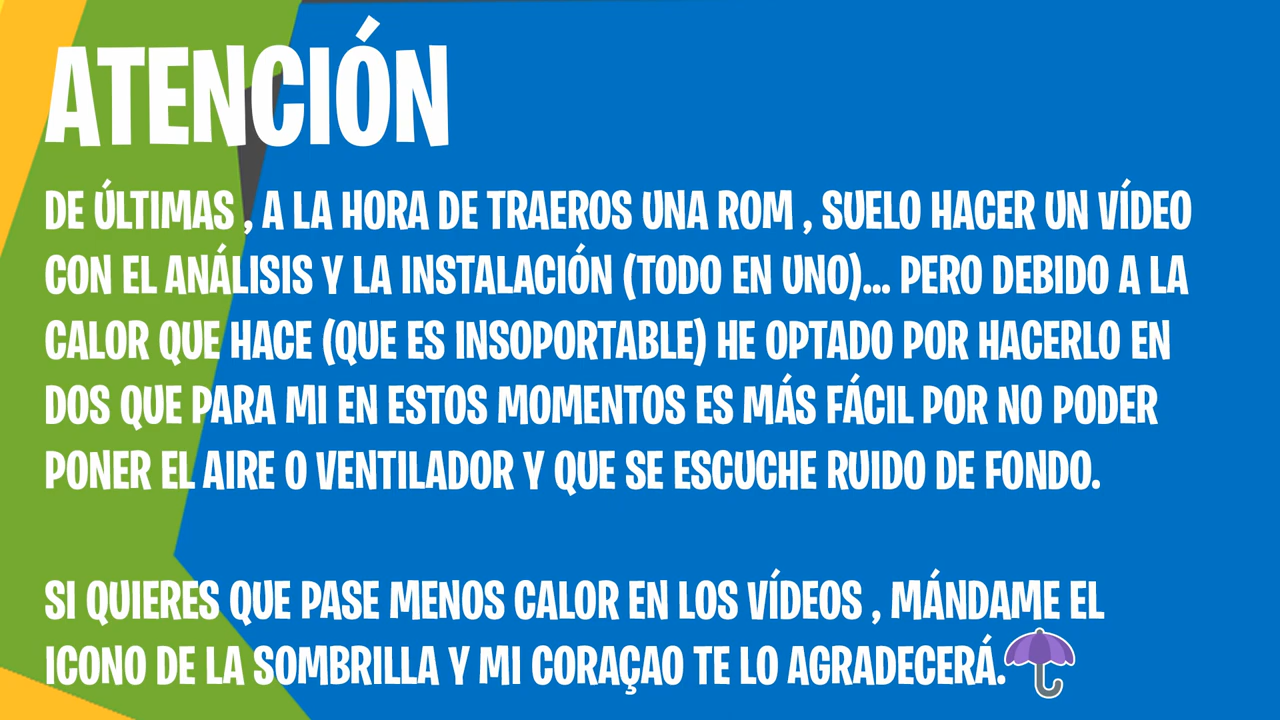 ATENCIÓN
DE ÚLTIMAS , A LA HORA DE TRAEROS UNA ROM , SUELO HACER UN VÍDEO
CON EL ANÁLISIS Y LA INSTALACIÓN (TODO EN UNO)... PERO DEBIDO A LA
CALOR QUE HACE (QUE ES INSOPORTABLE) HE OPTADO POR HACERLO EN
DOS QUE PARA MI EN ESTOS MOMENTOS ES MÁS FÁCIL POR NO PODER
PONER EL AIRE O VENTILADOR Y QUE SE ESCUCHE RUIDO DE FONDO.
SI QUIERES QUE PASE MENOS CALOR EN LOS VÍDEOS , MÁNDAME EL
ICONO DE LA SOMBRILLA Y MI CORAÇAO TE LO AGRADECERÁ.☂